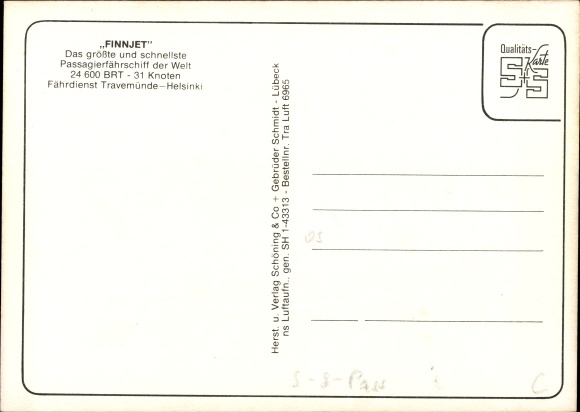 „FINNJET"
Das größte und schnellste
Passagierfährschiff der Welt
24 600 BRT - 31 Knoten
Fährdienst Travemünde—Helsinki
Qualitäts-
Karte
S+S
Herst. u. Verlag Schöning & Co + Gebrüder Schmidt - Lübeck
ns Luftaufn., gen. SH 1-43313 - Bestellnr. Tra Luft 6965
S-S-Pass
C